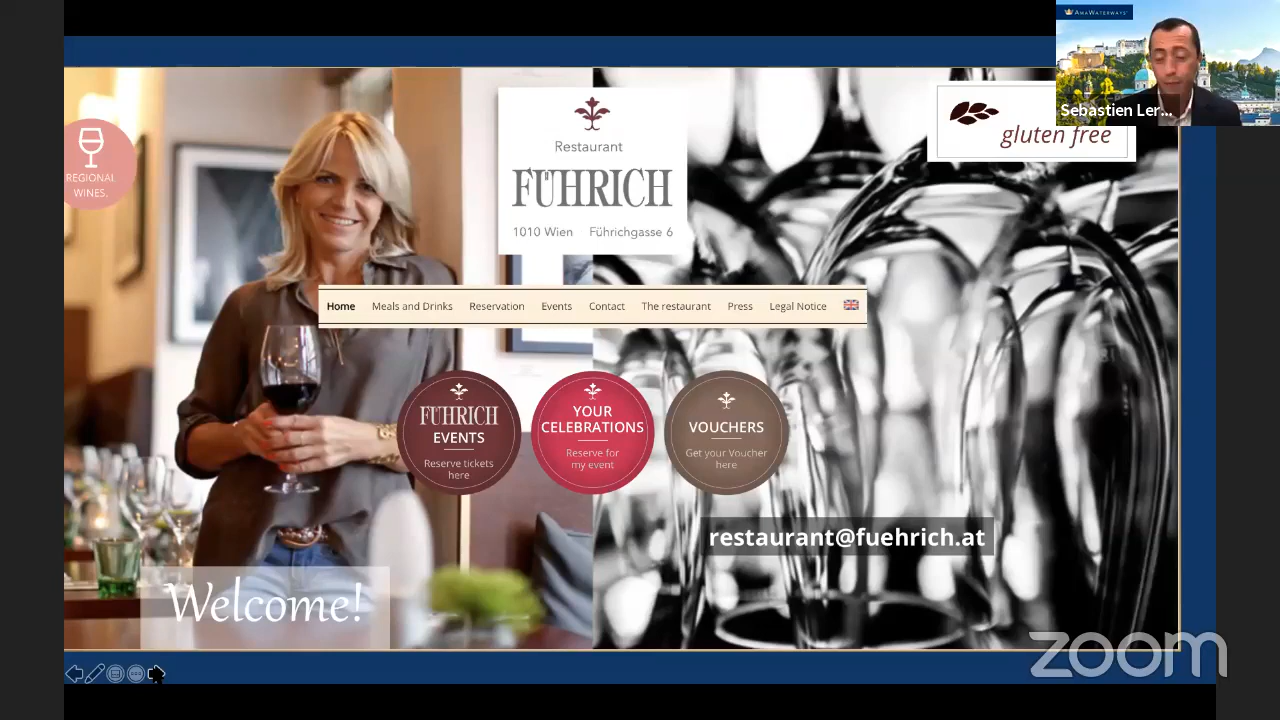 AMAWATERWAYS
Sebastien Ler...
gluten free
REGIONAL
WINES.
Restaurant
FÜHRICH
1010 Wien Führichgasse 6
Home Meals and Drinks Reservation Events Contact The restaurant Press Legal Notice
FÜHRICH
EVENTS
Reserve tickets
here
YOUR
CELEBRATIONS
Reserve for
my event
VOUCHERS
Get your Voucher
here
restaurant@fuehrich.at
Welcome!
zoom